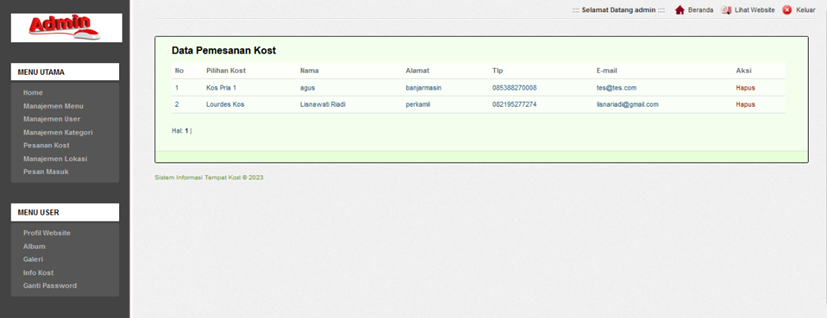 Admin
::: Selamat Datang admin ::: Beranda Lihat Website Keluar
MENU UTAMA
Home
Manajemen Menu
Manajemen User
Manajemen Kategori
Pesanan Kost
Manajemen Lokasi
Pesan Masuk
MENU USER
Profil Website
Album
Galeri
Info Kost
Ganti Password
Data Pemesanan Kost
No Pilihan Kost Nama Alamat Tlp E-mail Aksi
1 Kos Pria 1 agus banjarmasin 085388270008 tes@tes.com Hapus
2 Lourdes Kos Lisnawati Riadi perkamil 082195277274 lisnariadi@gmail.com Hapus
Hal: 1 |
Sistem Informasi Tempat Kost © 2023